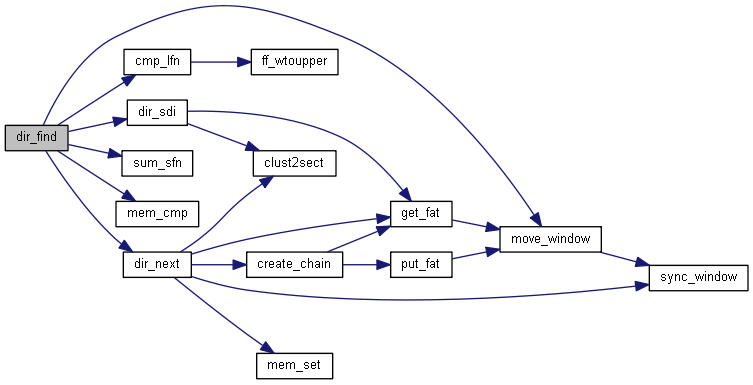 dir_find
cmp_lfn
ff_wtoupper
dir_sdi
sum_sfn
clust2sect
mem_cmp
get_fat
move_window
dir_next
create_chain
put_fat
sync_window
mem_set